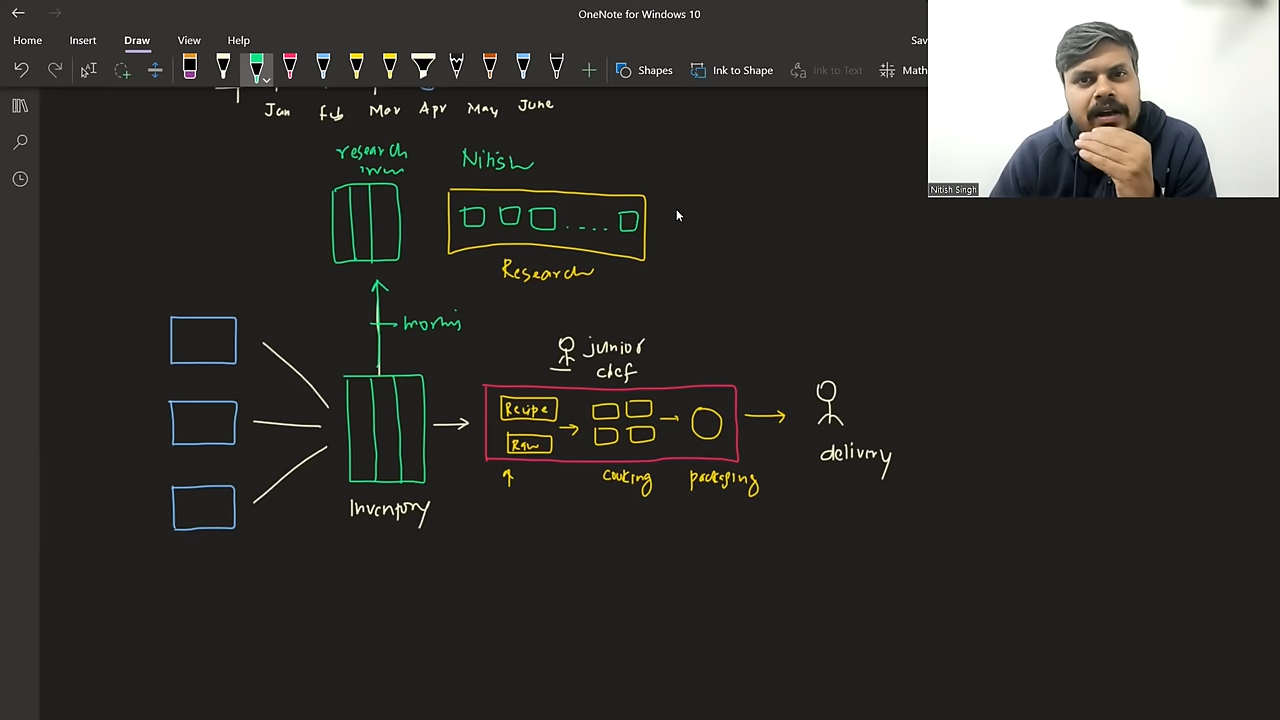 OneNote for Windows 10
Home Insert Draw View Help Sav
Shapes Ink to Shape Ink to Text Math
Jan Feb Mar Apr May June
research
Nitish
Research
junior
chef
Recipe
Raw
cooking packaging
delivery
Inventory
Nitish Singh